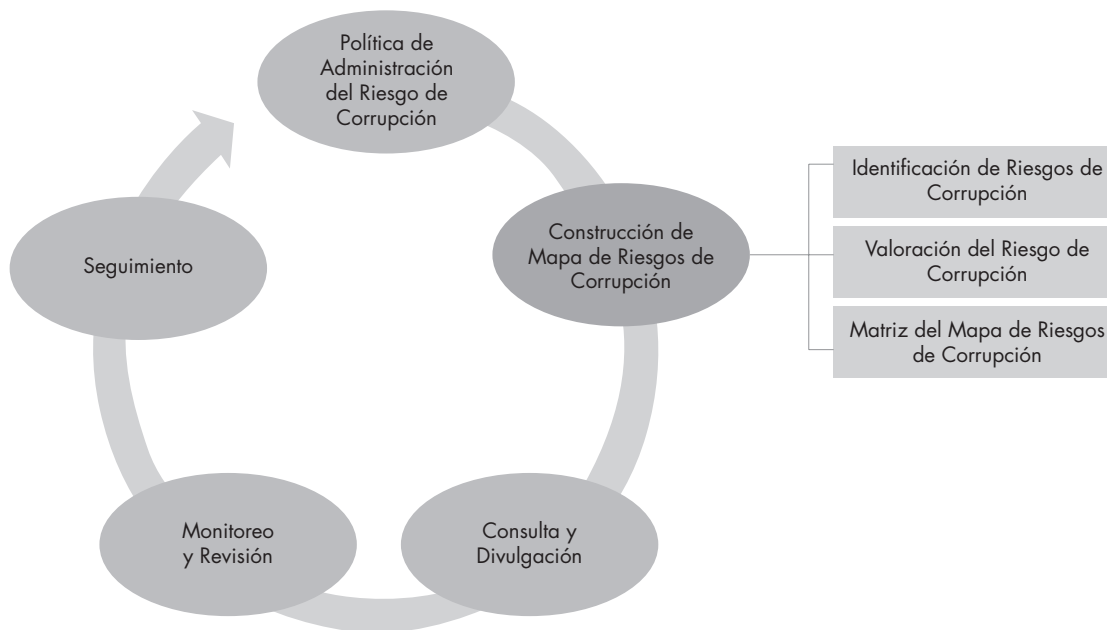 Política de
Administración
del Riesgo de
Corrupción
Construcción de
Mapa de Riesgos de
Corrupción
Identificación de Riesgos de
Corrupción
Valoración del Riesgo de
Corrupción
Matriz del Mapa de Riesgos
de Corrupción
Consulta y
Divulgación
Monitoreo
y Revisión
Seguimiento